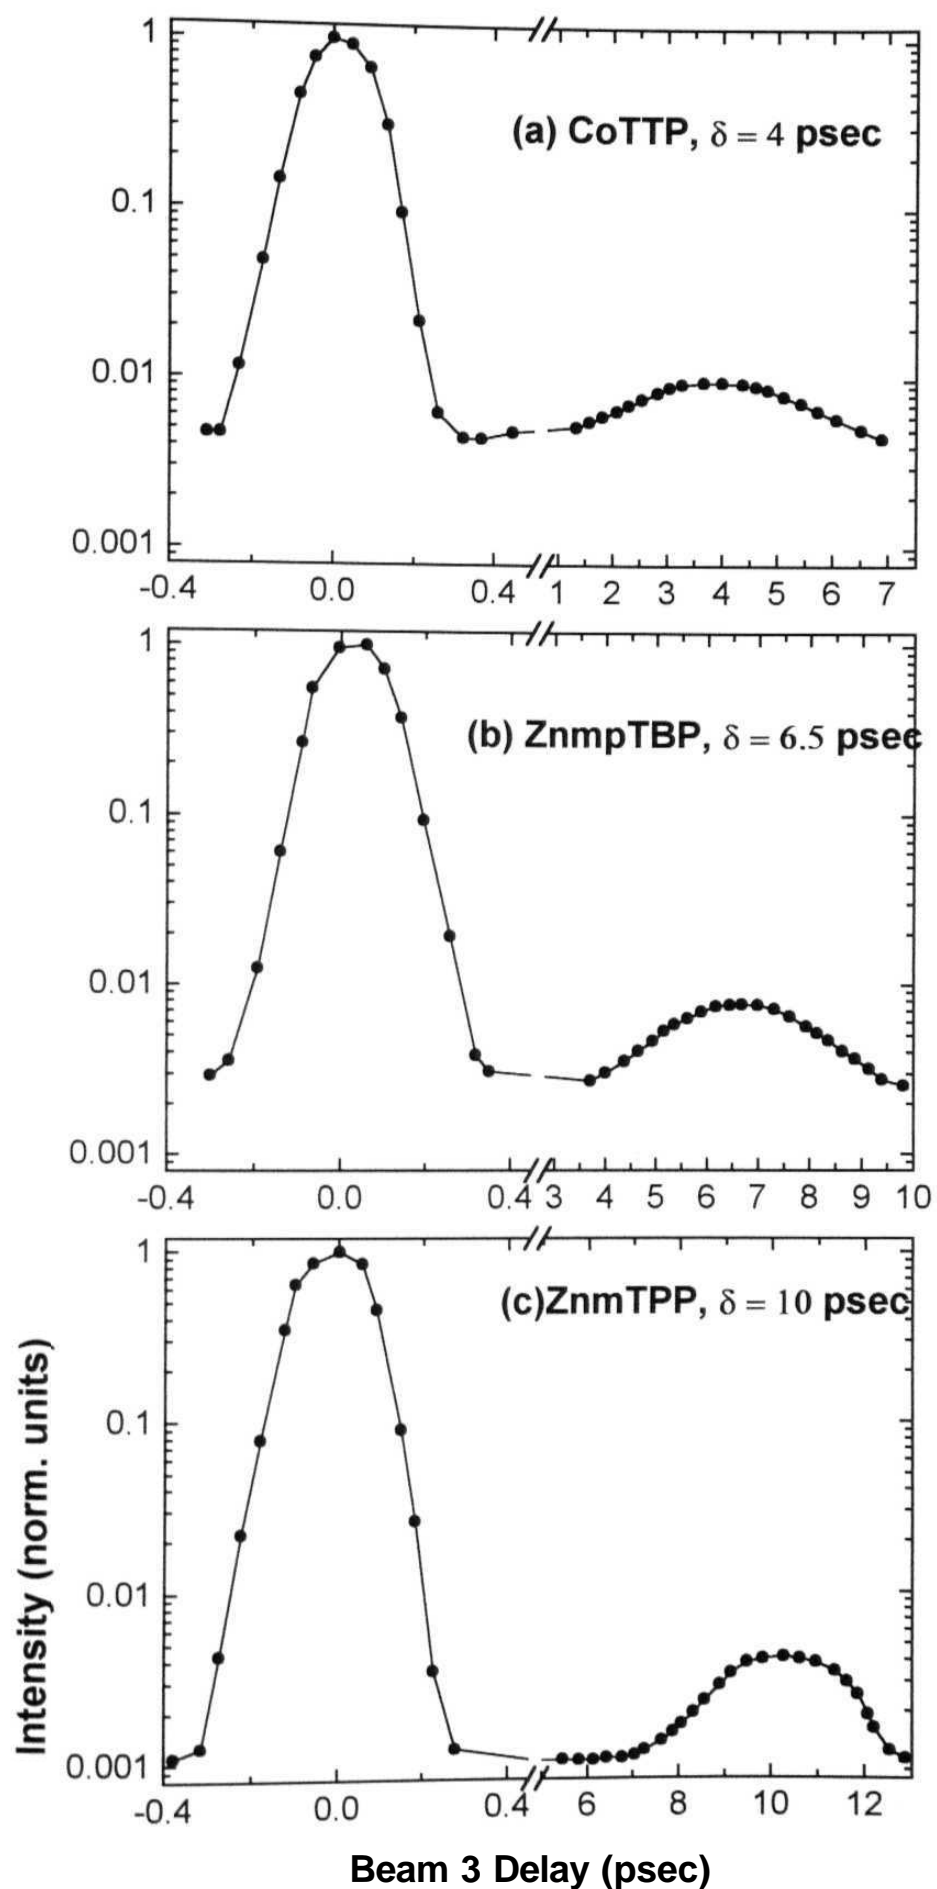 1
(a) CoTTP, δ = 4 psec
0.1
0.01
0.001
-0.4 0.0 0.4 1 2 3 4 5 6 7
1
(b) ZnmpTBP, δ = 6.5 psec
0.1
0.01
0.001
-0.4 0.0 0.4 3 4 5 6 7 8 9 10
1
(c)ZnmTPP, δ = 10 psec
0.1
0.01
0.001
-0.4 0.0 0.4 6 8 10 12
Intensity (norm. units)
Beam 3 Delay (psec)